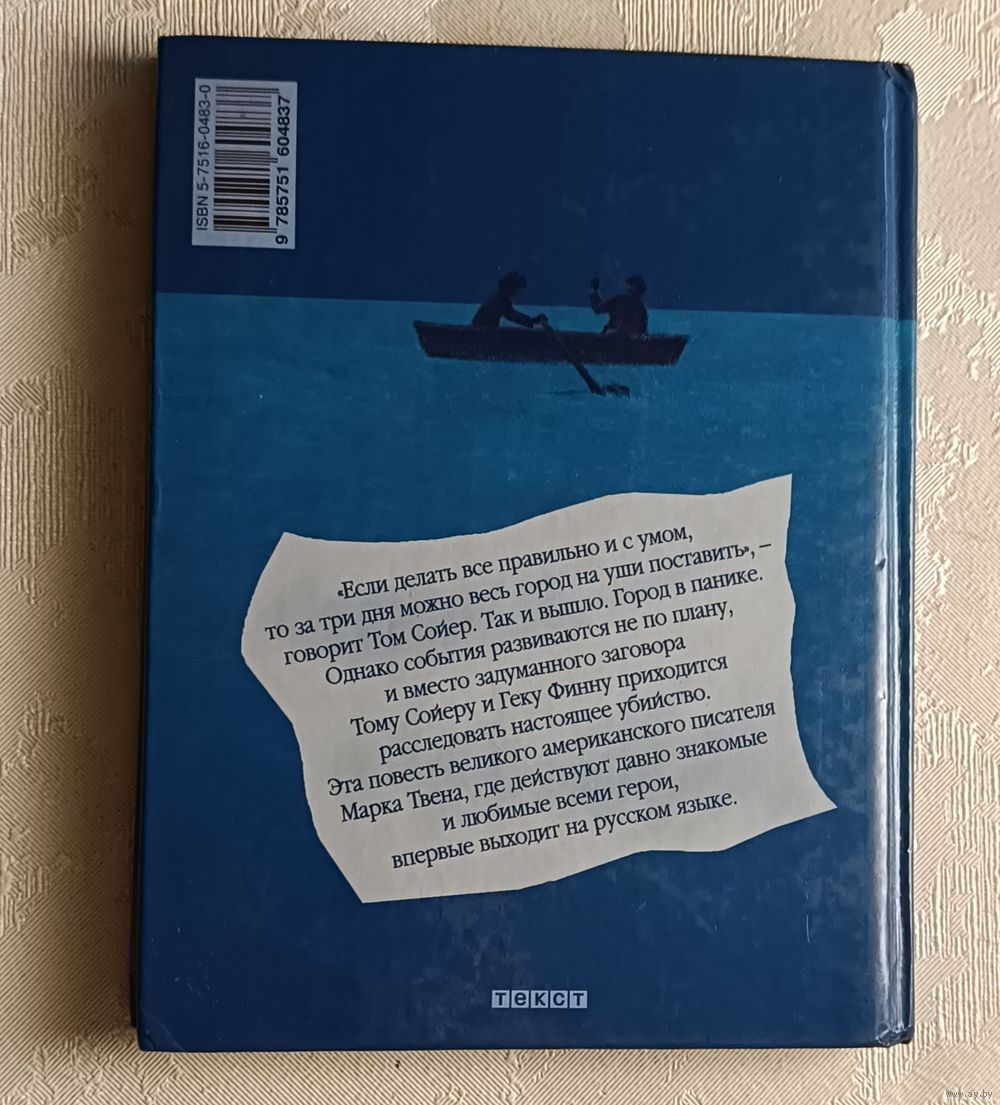 ISBN 5-7516-0483-0
9 785751 604837
«Если делать все правильно и с умом,
то за три дня можно весь город на уши поставить», –
говорит Том Сойер. Так и вышло. Город в панике.
Однако события развиваются не по плану,
и вместо задуманного заговора
Тому Сойеру и Геку Финну приходится
расследовать настоящее убийство.
Эта повесть великого американского писателя
Марка Твена, где действуют давно знакомые
и любимые всеми герои,
впервые выходит на русском языке.
текст
www.ay.by